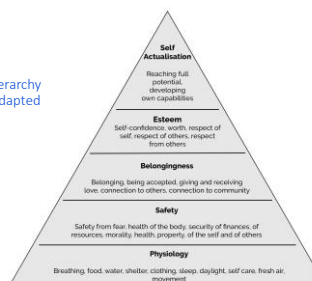 erarchy
dapted
Self
Actualisation
Reaching full
potential,
developing
own capabilities
Esteem
Self-confidence, worth, respect of
self, respect of others, respect
from others
Belongingness
Belonging, being accepted, giving and receiving
love, connection to others, connection to community
Safety
Safety from fear, health of the body, security of finances, of
resources, morality, health, property, of the self and of others
Physiology
Breathing, food, water, shelter, clothing, sleep, daylight, self care, fresh air,
movement